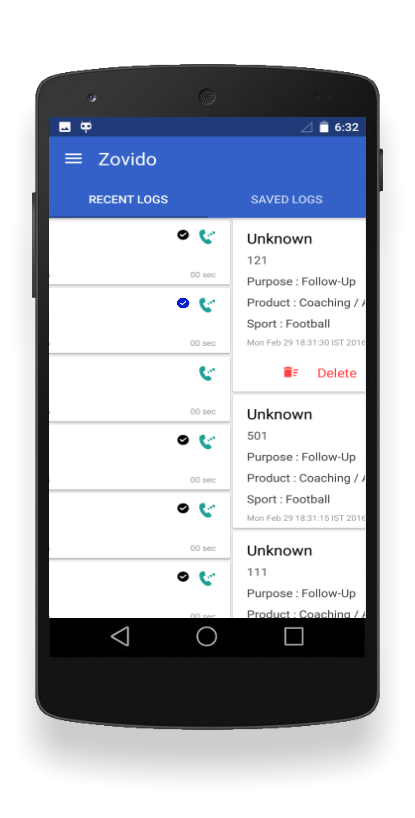 6:32
Zovido
RECENT LOGS
SAVED LOGS
00 sec
00 sec
00 sec
00 sec
00 sec
00 sec
Unknown
121
Purpose : Follow-Up
Product : Coaching / A
Sport : Football
Mon Feb 29 18:31:30 IST 2016
Delete
Unknown
501
Purpose : Follow-Up
Product : Coaching / A
Sport : Football
Mon Feb 29 18:31:15 IST 2016
Unknown
111
Purpose : Follow-Up
Product : Coaching / A